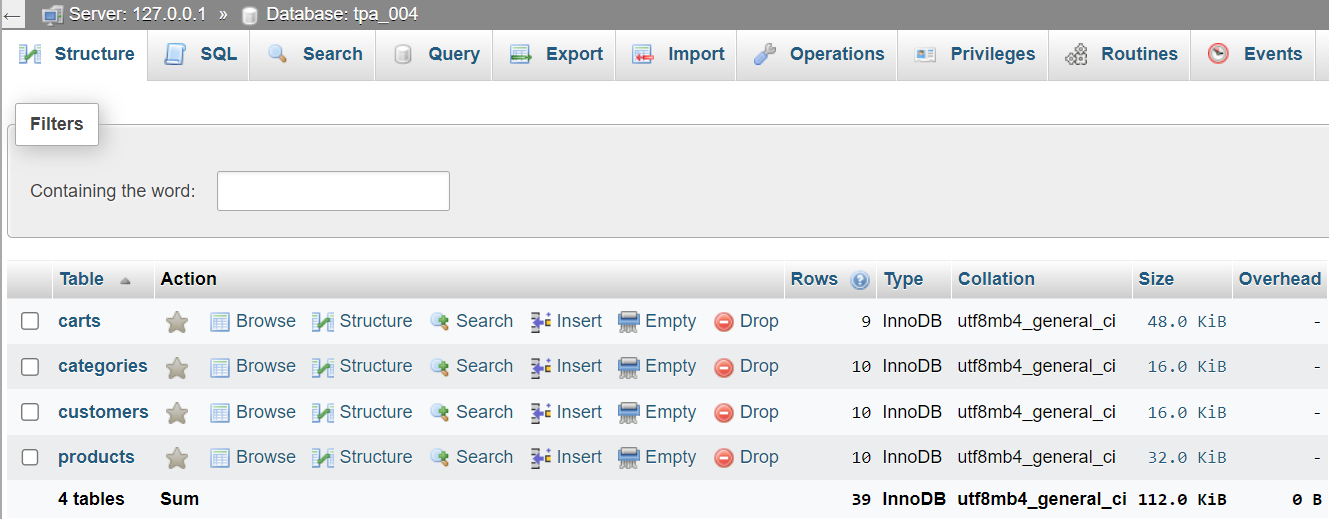 Server: 127.0.0.1 » Database: tpa_004
Structure SQL Search Query Export Import Operations Privileges Routines Events
Filters
Containing the word:
Table Action Rows Type Collation Size Overhead
carts Browse Structure Search Insert Empty Drop 9 InnoDB utf8mb4_general_ci 48.0 KiB -
categories Browse Structure Search Insert Empty Drop 10 InnoDB utf8mb4_general_ci 16.0 KiB -
customers Browse Structure Search Insert Empty Drop 10 InnoDB utf8mb4_general_ci 16.0 KiB -
products Browse Structure Search Insert Empty Drop 10 InnoDB utf8mb4_general_ci 32.0 KiB -
4 tables Sum 39 InnoDB utf8mb4_general_ci 112.0 KiB 0 B